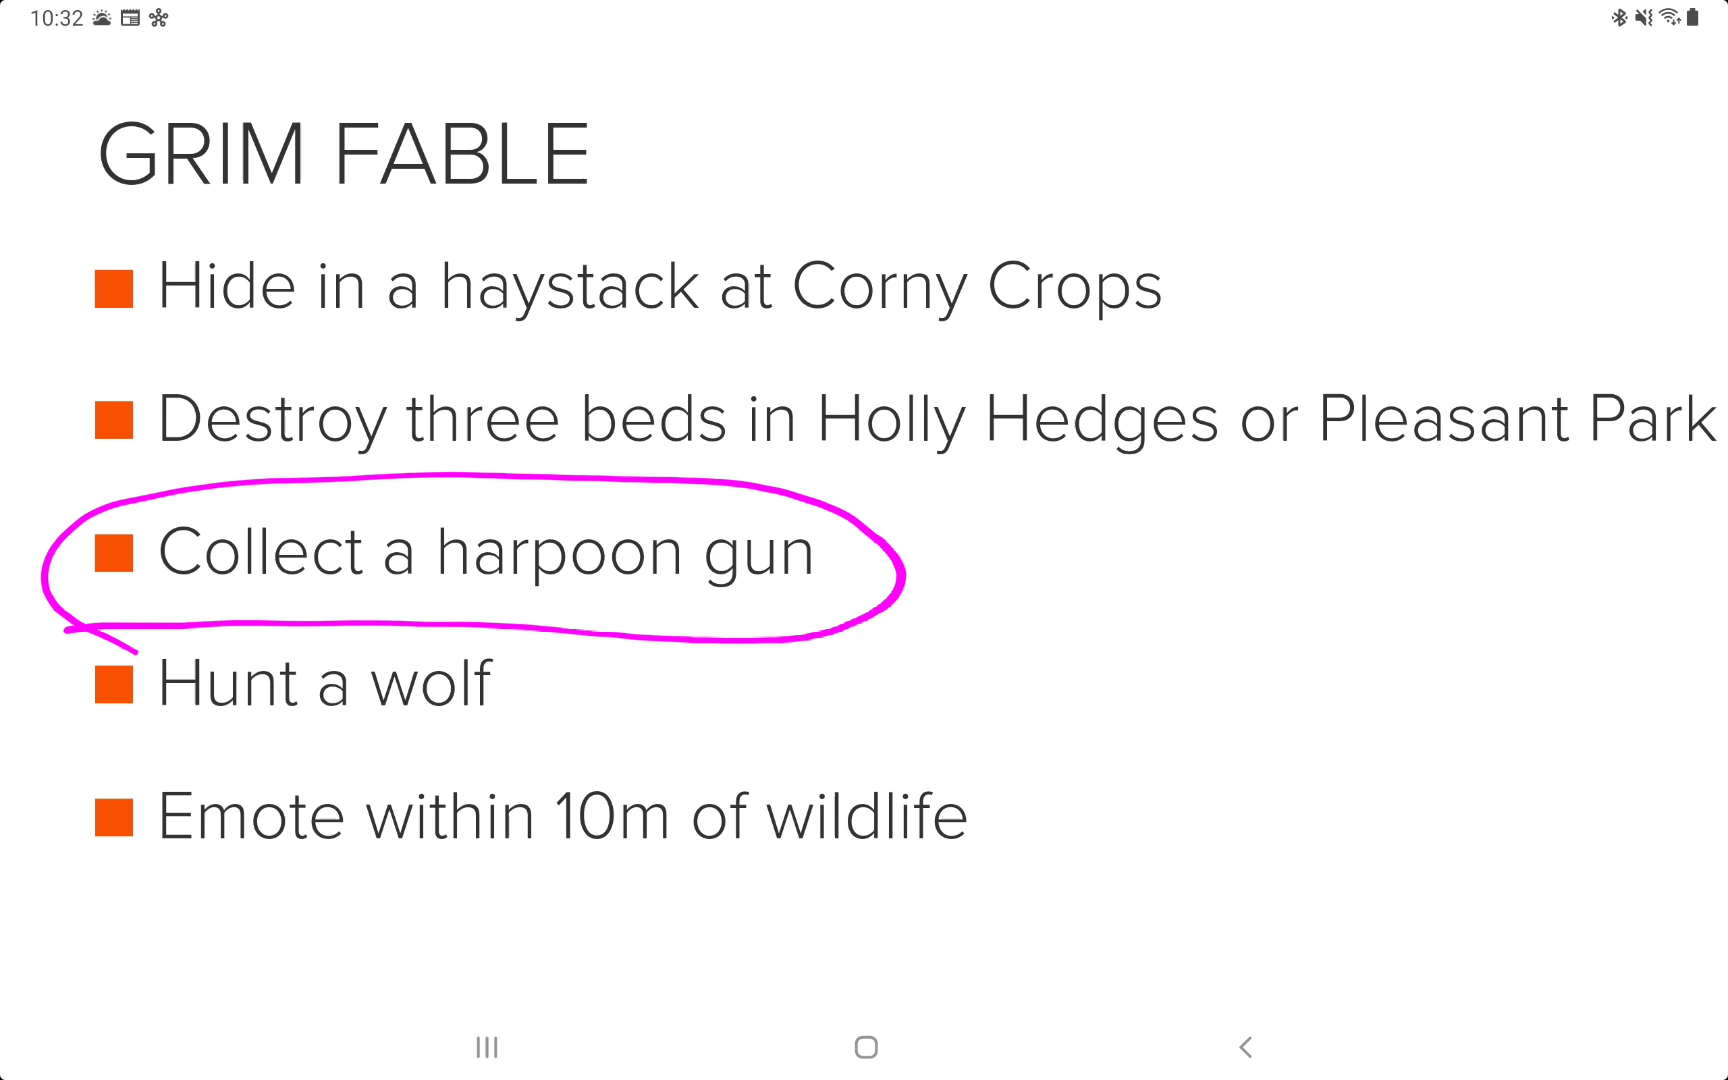 10:32
GRIM FABLE
Hide in a haystack at Corny Crops
Destroy three beds in Holly Hedges or Pleasant Park
Collect a harpoon gun
Hunt a wolf
Emote within 10m of wildlife